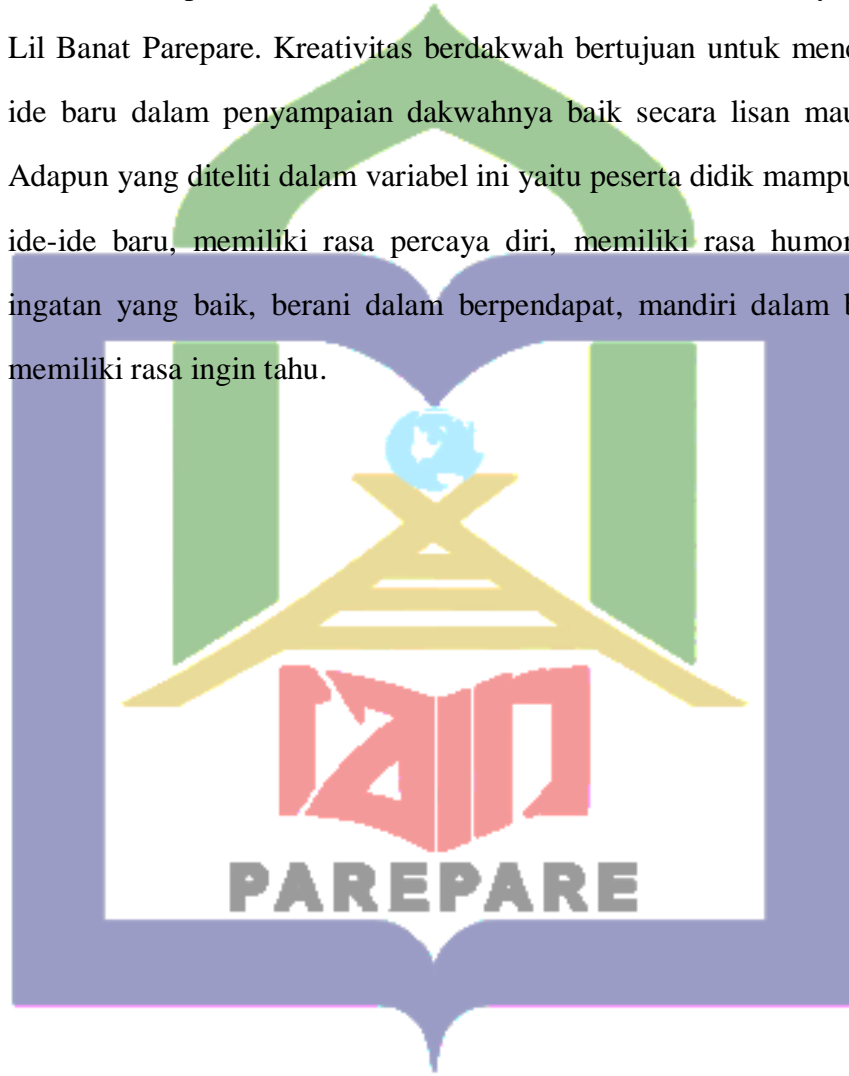 Lil Banat Parepare. Kreativitas berdakwah bertujuan untuk
ide baru dalam penyampaian dakwahnya baik secara lisan
Adapun yang diteliti dalam variabel ini yaitu peserta didik mampu
ide-ide baru, memiliki rasa percaya diri, memiliki rasa humor
ingatan yang baik, berani dalam berpendapat, mandiri dalam
memiliki rasa ingin tahu.
iain
PAREPARE